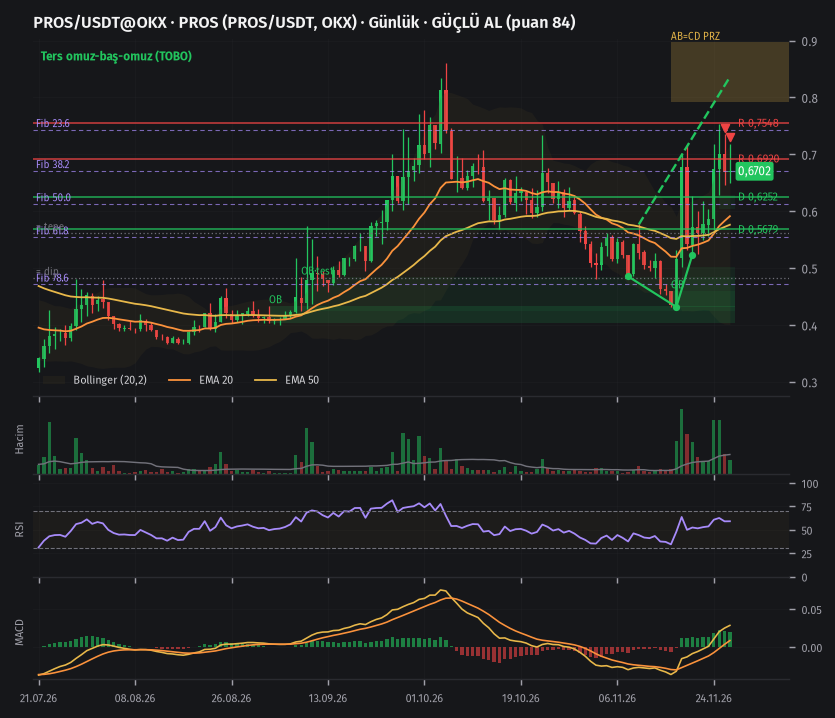 PROS/USDT@OKX · PROS (PROS/USDT, OKX) · Günlük · GÜÇLÜ AL (puan 84)
AB=CD PRZ
Ters omuz-baş-omuz (TOBO)
0.9
0.8
Fib 23.6
R 0,7548
0.7
Fib 38.2
R 0,6920
0,6702
Fib 50.0
D 0,6252
0.6
Fib 61.8
D 0,5679
= dip
OB test
0.5
Fib 78.6
OB
OB
0.4
Bollinger (20,2)
EMA 20
EMA 50
0.3
Hacim
RSI
100
75
50
25
0
MACD
0.05
0.00
21.07.26
08.08.26
26.08.26
13.09.26
01.10.26
19.10.26
06.11.26
24.11.26